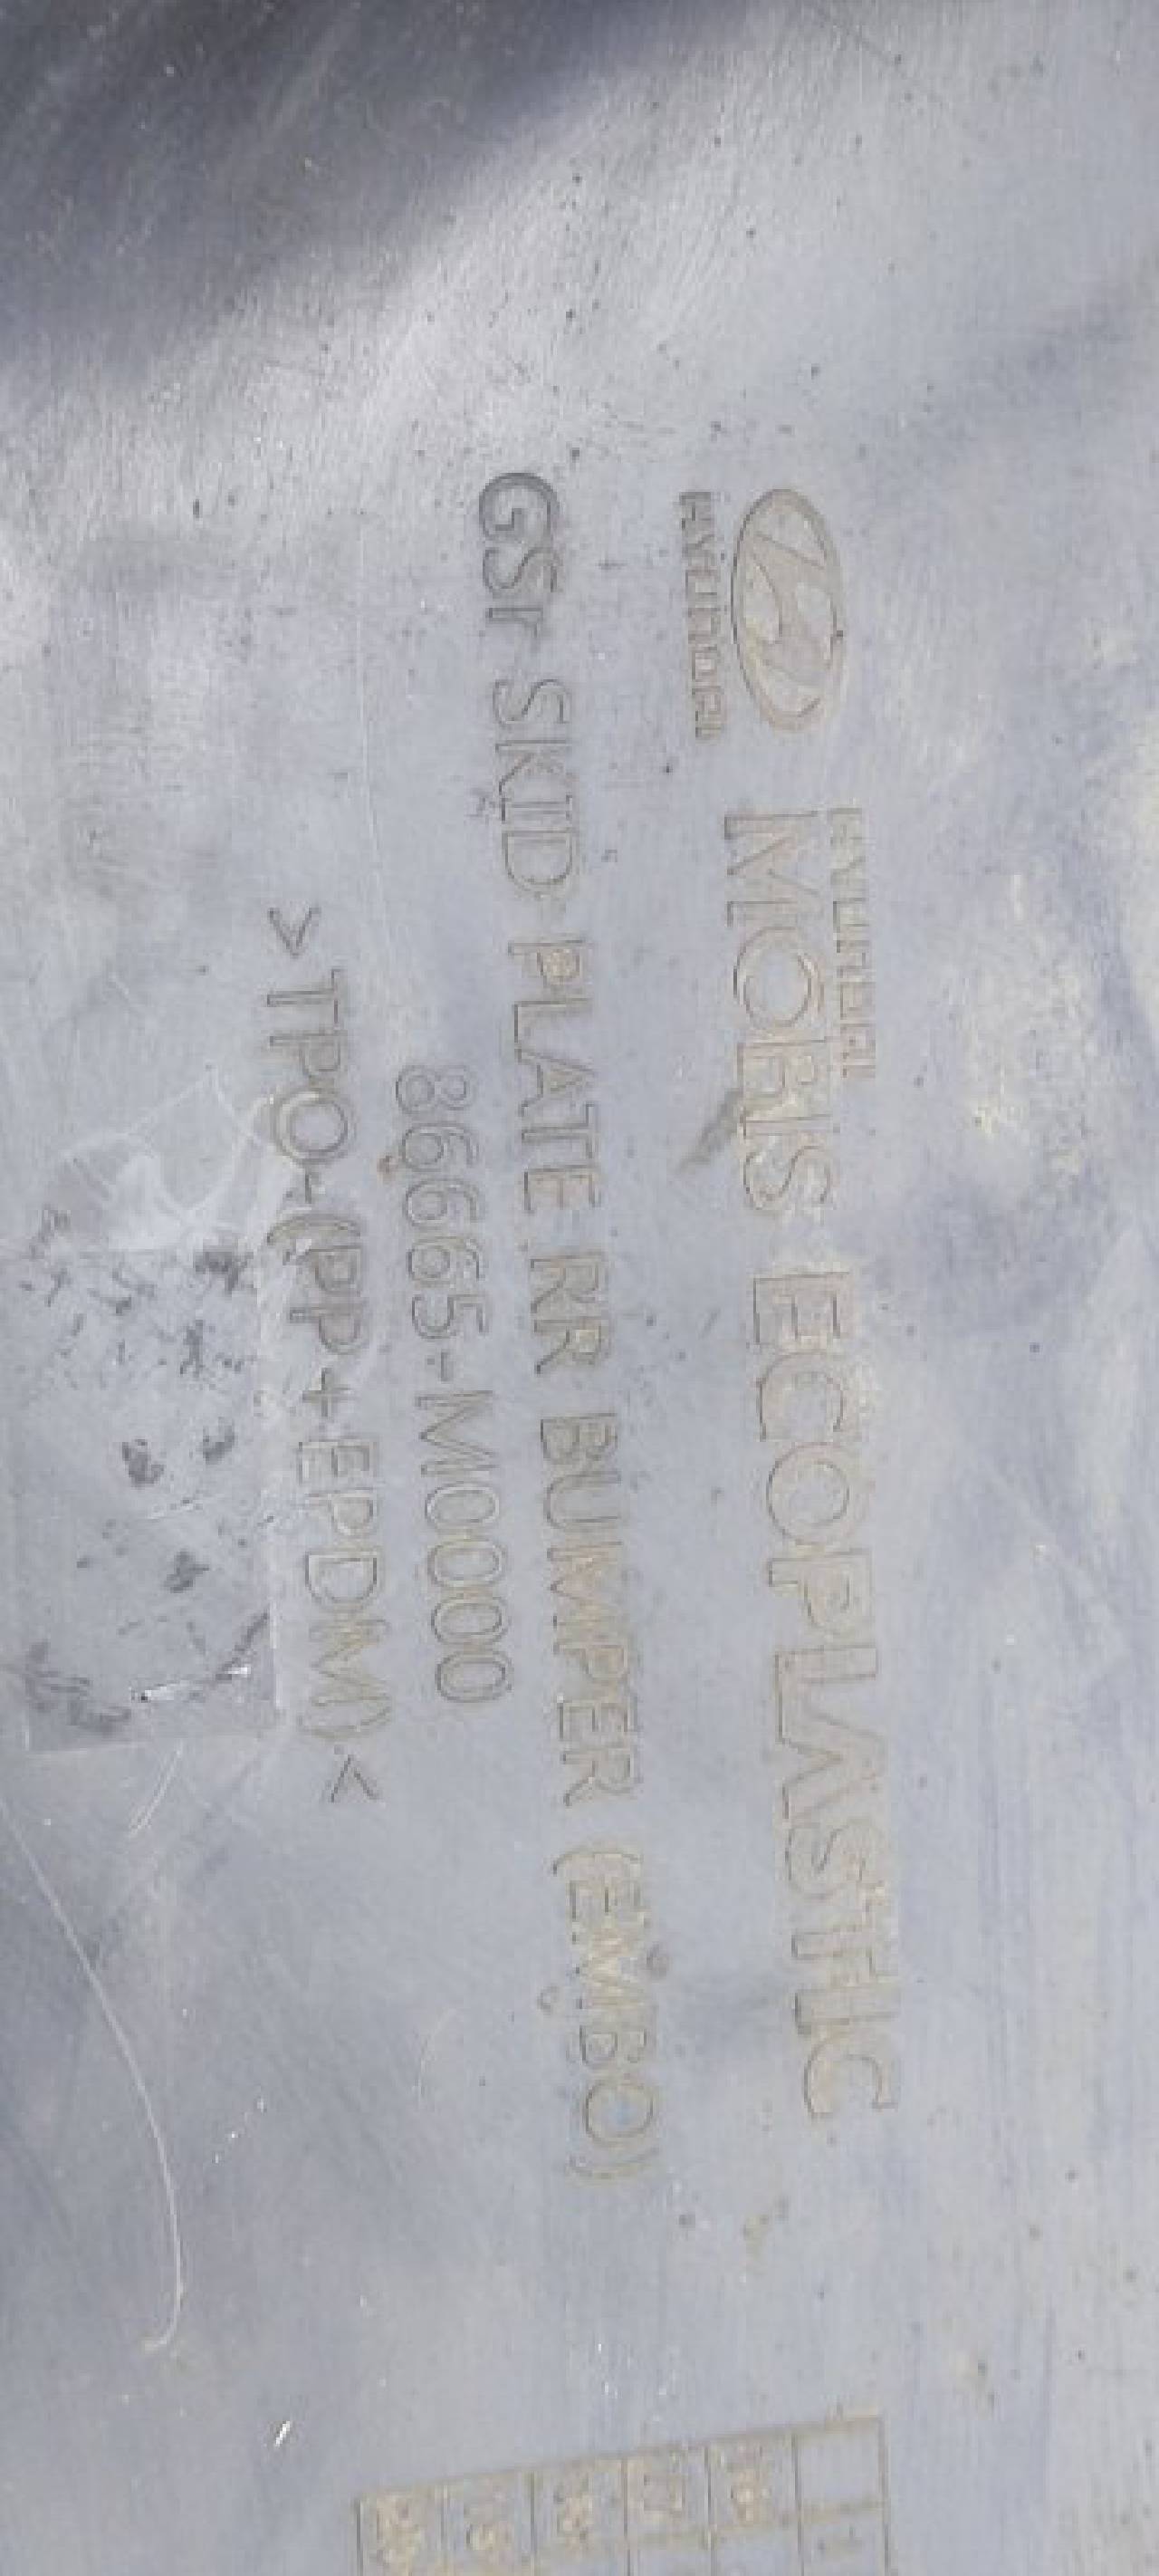 HYUNDAI
HYUNDAI
MOBIS ECOPLASTIC
GSr SKID PLATE RR BUMPER (EMBO)
86665-M0000
>TPO-(PP+EPDM)<